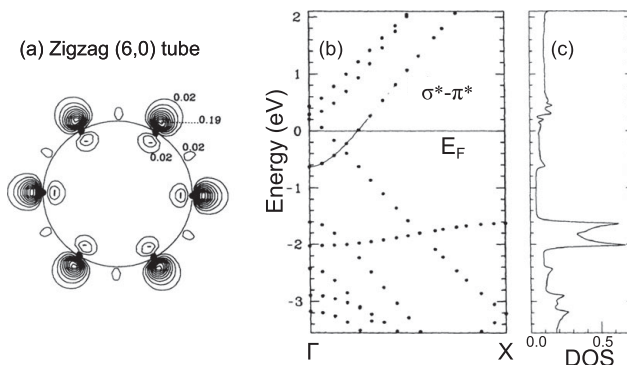 (a) Zigzag (6,0) tube
0.02
0.19
0.02
0.02
(b)
Energy (eV)
2
1
0
-1
-2
-3
σ*-π*
E_F
Γ
X
(c)
0.0
0.5
DOS